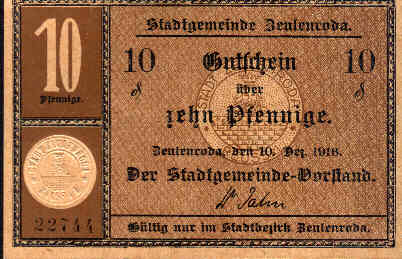 Stadtgemeinde Zeulenroda.
10
Pfennige.
10 Gutschein 10
über
zehn Pfennige.
Zeulenroda, den 10. Dez. 1916.
Der Stadtgemeinde-Vorstand.
22744
Gültig nur im Stadtbezirk Zeulenroda.